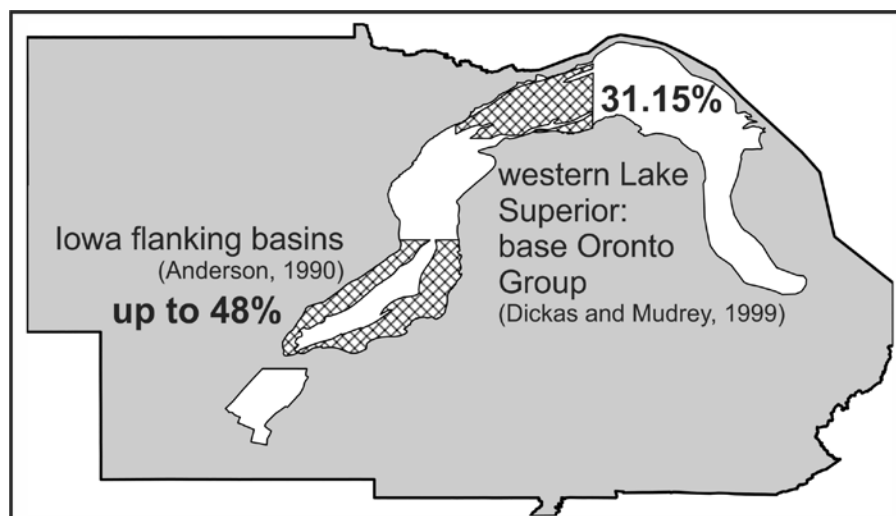 31.15%
western Lake
Superior:
base Oronto
Group
(Dickas and Mudrey, 1999)
Iowa flanking basins
(Anderson, 1990)
up to 48%